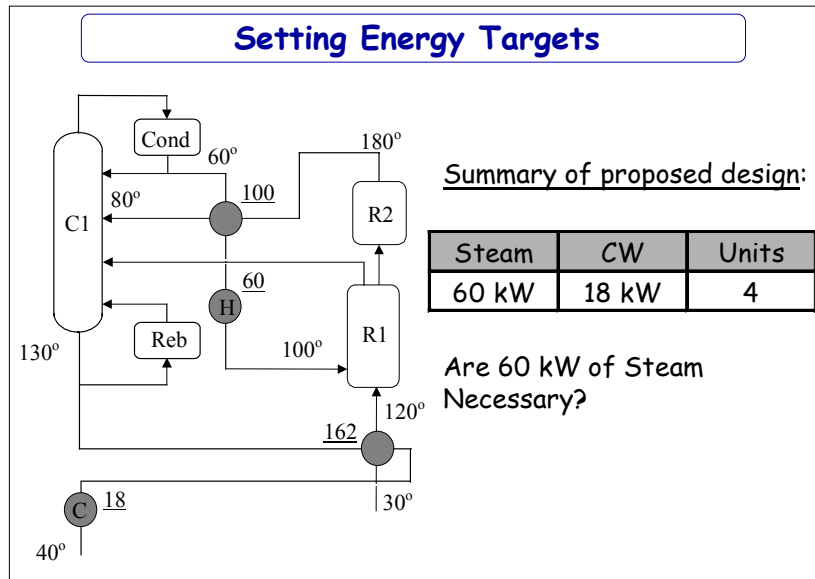 Setting Energy Targets
Cond
60°
180°
Summary of proposed design:
80°
100
C1
R2
Steam CW Units
60 kW 18 kW 4
60
H
R1
Reb
100°
130°
Are 60 kW of Steam
Necessary?
120°
162
18
C
30°
40°